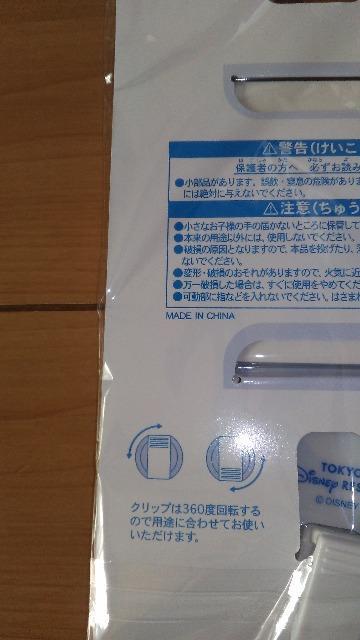 ⚠警告(けいこ
保護者の方へ 必ずお読み
●小部品があります。誤飲・窒息の危険があります
には絶対に与えないでください。
⚠注意(ちゅう
●小さなお子様の手の届かないところに保管して
●本来の用途以外には、使用しないでください。
●破損の原因となりますので、本品を投げたり、
ないでください。
●変形・破損のおそれがありますので、火気に近
●万一破損した場合は、すぐに使用をやめてくだ
●可動部に指などを入れないでください。はさま
MADE IN CHINA
TOKYO
Disney RES
© DISNEY
クリップは360度回転する
ので用途に合わせてお使い
いただけます。